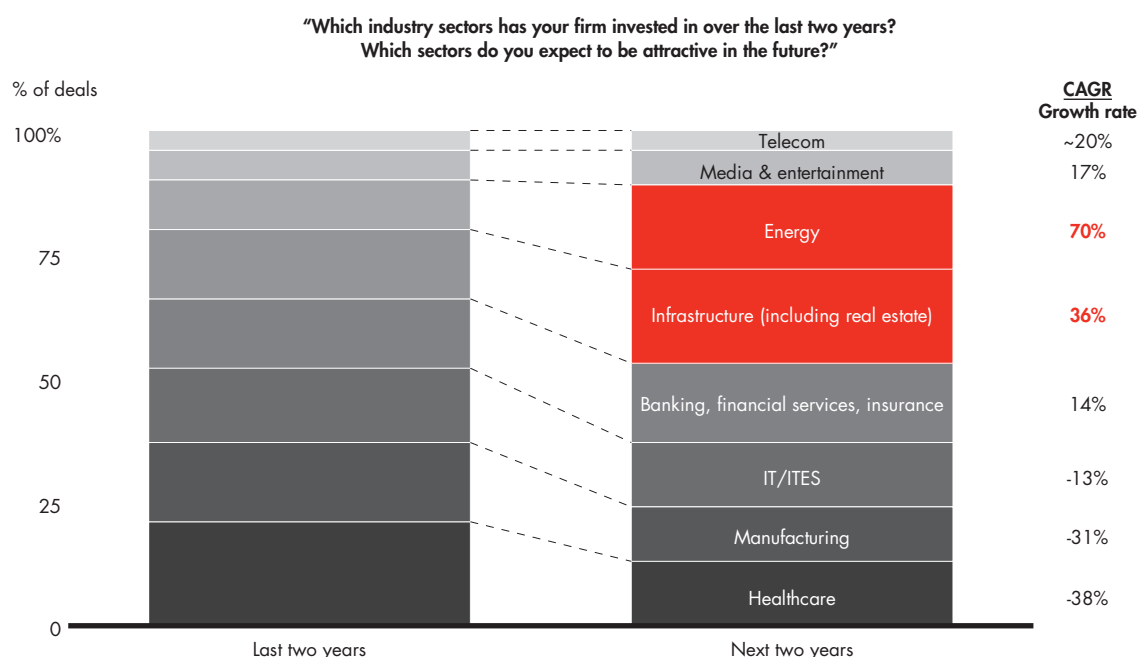 “Which industry sectors has your firm invested in over the last two years?
Which sectors do you expect to be attractive in the future?”
% of deals
CAGR
Growth rate
100%
Telecom
~20%
Media & entertainment
17%
Energy
70%
75
Infrastructure (including real estate)
36%
50
Banking, financial services, insurance
14%
IT/ITES
-13%
25
Manufacturing
-31%
Healthcare
-38%
0
Last two years
Next two years